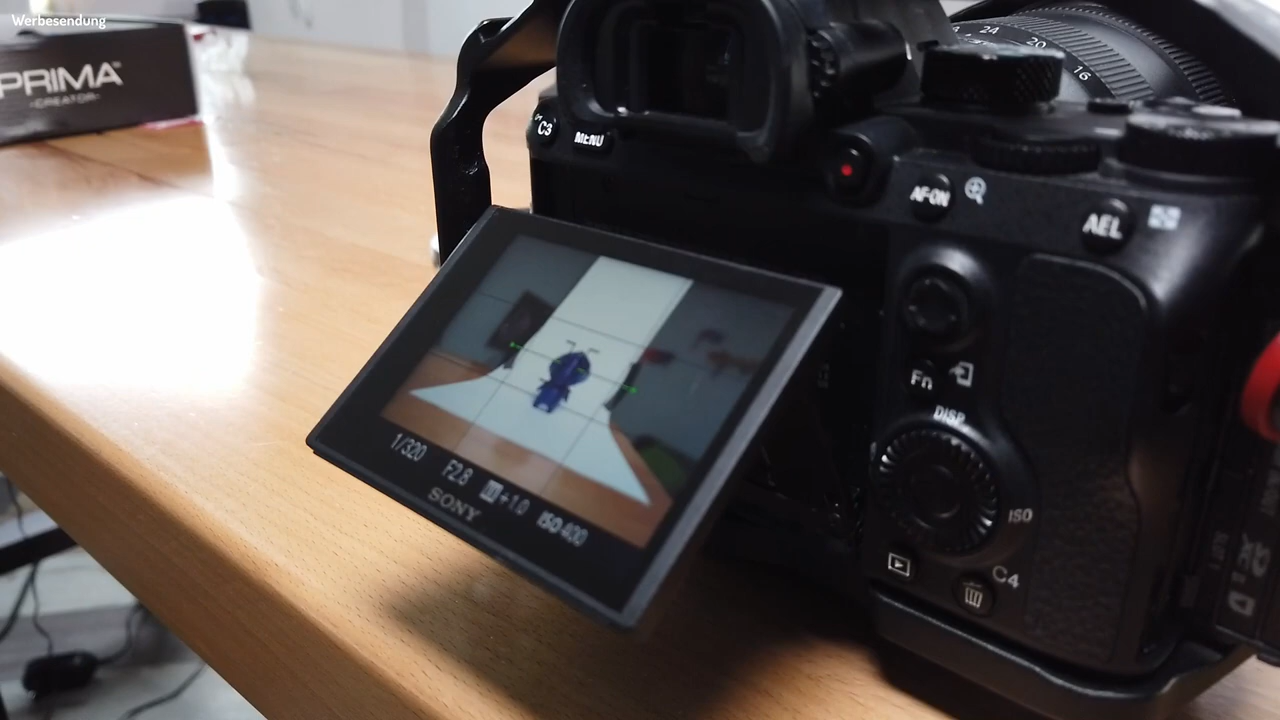 Werbesendung
PRIMA™
-CREATOR-
C3
MENU
24
20
16
AF-ON
AEL
Fn
DISP
ISO
C4
1/320
F2.8
+1.0
ISO 400
SONY